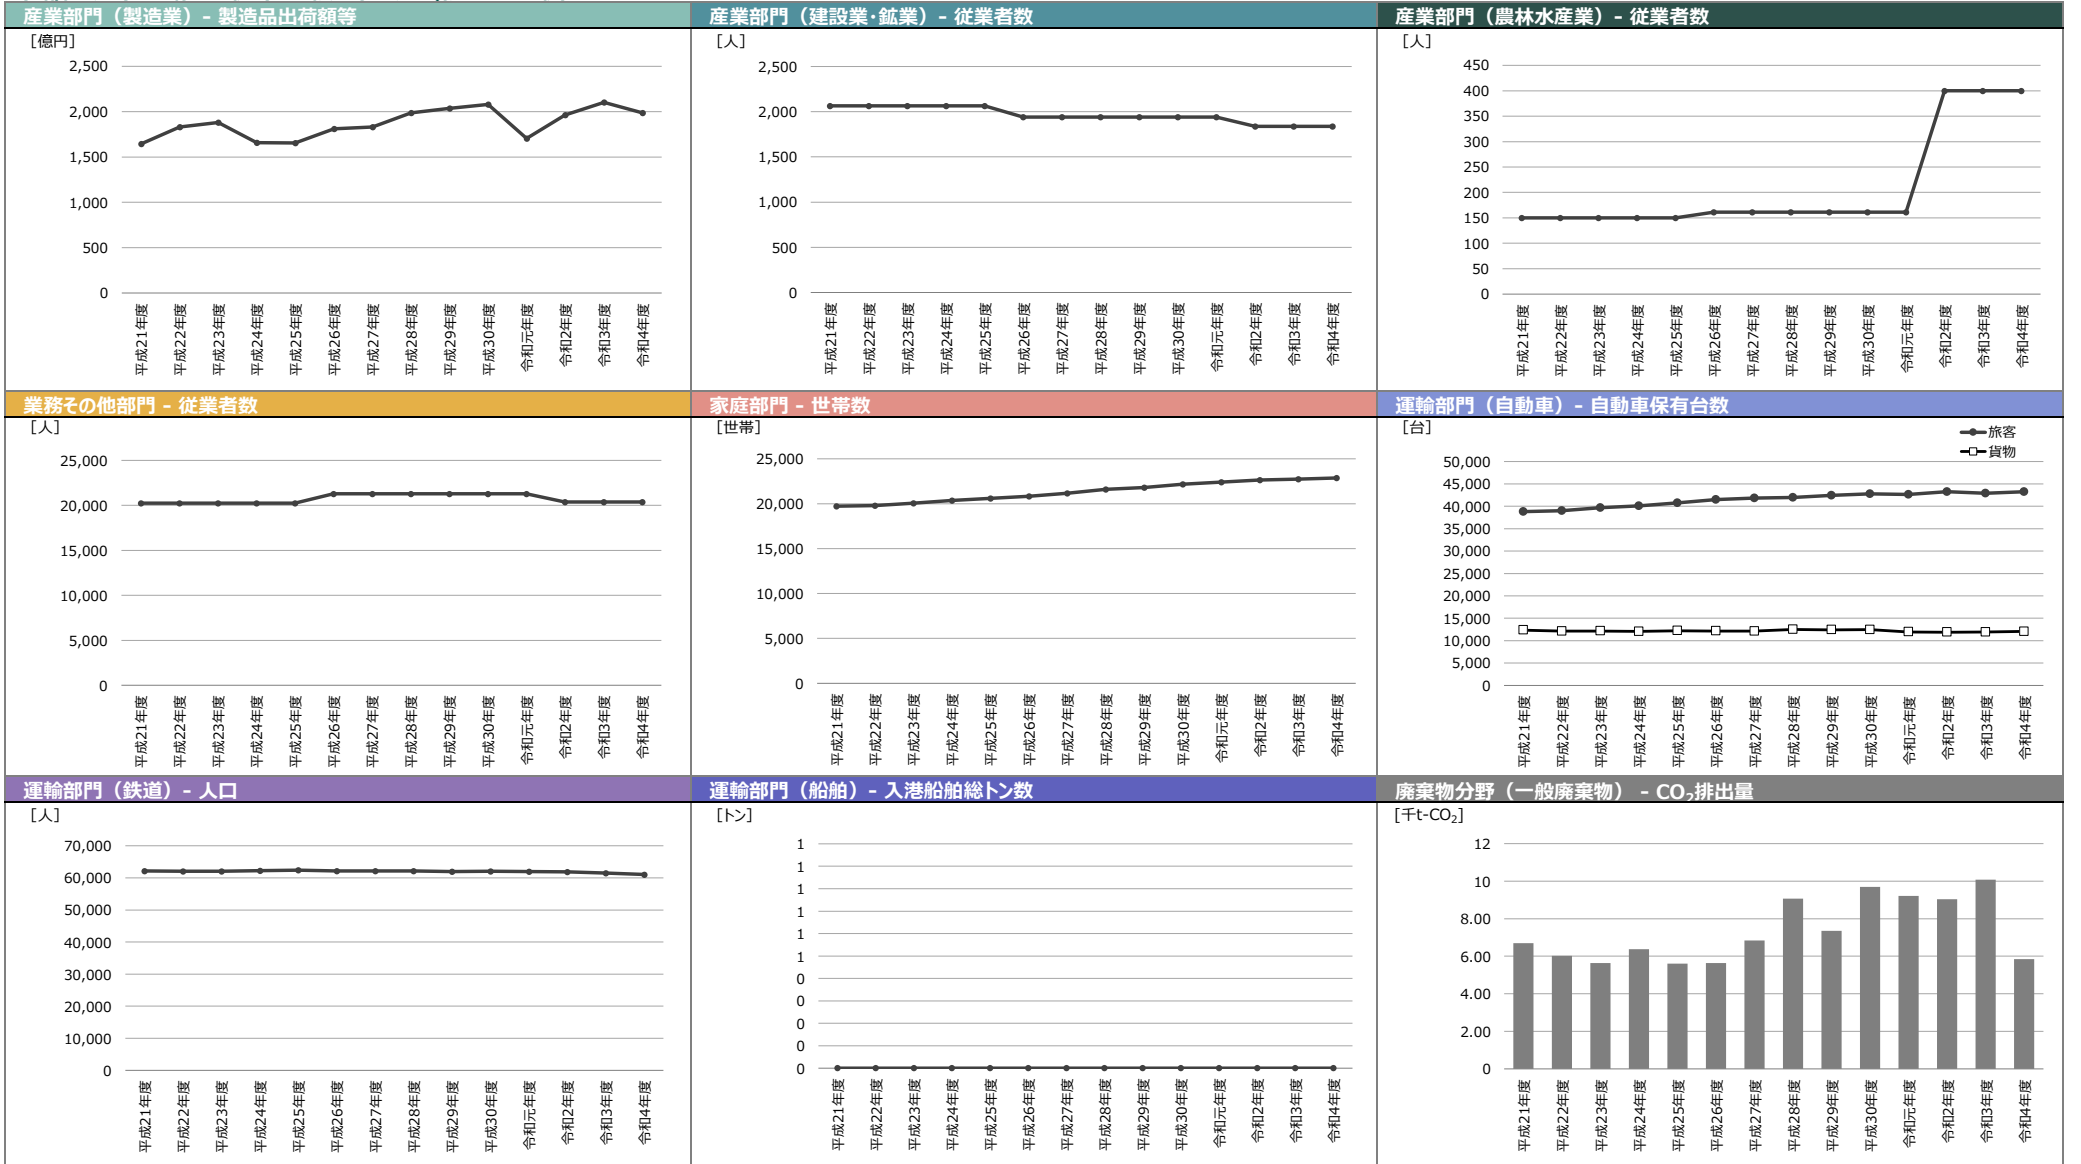 産業部門（製造業）- 製造品出荷額等
[億円]
2,500
2,000
1,500
1,000
500
0
平成21年度 平成22年度 平成23年度 平成24年度 平成25年度 平成26年度 平成27年度 平成28年度 平成29年度 平成30年度 令和元年度 令和2年度 令和3年度 令和4年度
産業部門（建設業・鉱業）- 従業者数
[人]
2,500
2,000
1,500
1,000
500
0
平成21年度 平成22年度 平成23年度 平成24年度 平成25年度 平成26年度 平成27年度 平成28年度 平成29年度 平成30年度 令和元年度 令和2年度 令和3年度 令和4年度
産業部門（農林水産業）- 従業者数
[人]
450
400
350
300
250
200
150
100
50
0
平成21年度 平成22年度 平成23年度 平成24年度 平成25年度 平成26年度 平成27年度 平成28年度 平成29年度 平成30年度 令和元年度 令和2年度 令和3年度 令和4年度
業務その他部門 - 従業者数
[人]
25,000
20,000
15,000
10,000
5,000
0
平成21年度 平成22年度 平成23年度 平成24年度 平成25年度 平成26年度 平成27年度 平成28年度 平成29年度 平成30年度 令和元年度 令和2年度 令和3年度 令和4年度
家庭部門 - 世帯数
[世帯]
25,000
20,000
15,000
10,000
5,000
0
平成21年度 平成22年度 平成23年度 平成24年度 平成25年度 平成26年度 平成27年度 平成28年度 平成29年度 平成30年度 令和元年度 令和2年度 令和3年度 令和4年度
運輸部門（自動車）- 自動車保有台数
[台]
旅客
貨物
50,000
45,000
40,000
35,000
30,000
25,000
20,000
15,000
10,000
5,000
0
平成21年度 平成22年度 平成23年度 平成24年度 平成25年度 平成26年度 平成27年度 平成28年度 平成29年度 平成30年度 令和元年度 令和2年度 令和3年度 令和4年度
運輸部門（鉄道）- 人口
[人]
70,000
60,000
50,000
40,000
30,000
20,000
10,000
0
平成21年度 平成22年度 平成23年度 平成24年度 平成25年度 平成26年度 平成27年度 平成28年度 平成29年度 平成30年度 令和元年度 令和2年度 令和3年度 令和4年度
運輸部門（船舶）- 入港船舶総トン数
[トン]
1
1
1
1
1
1
0
0
0
0
0
平成21年度 平成22年度 平成23年度 平成24年度 平成25年度 平成26年度 平成27年度 平成28年度 平成29年度 平成30年度 令和元年度 令和2年度 令和3年度 令和4年度
廃棄物分野（一般廃棄物） - CO₂排出量
[千t-CO₂]
12
10
8.00
6.00
4.00
2.00
0
平成21年度 平成22年度 平成23年度 平成24年度 平成25年度 平成26年度 平成27年度 平成28年度 平成29年度 平成30年度 令和元年度 令和2年度 令和3年度 令和4年度